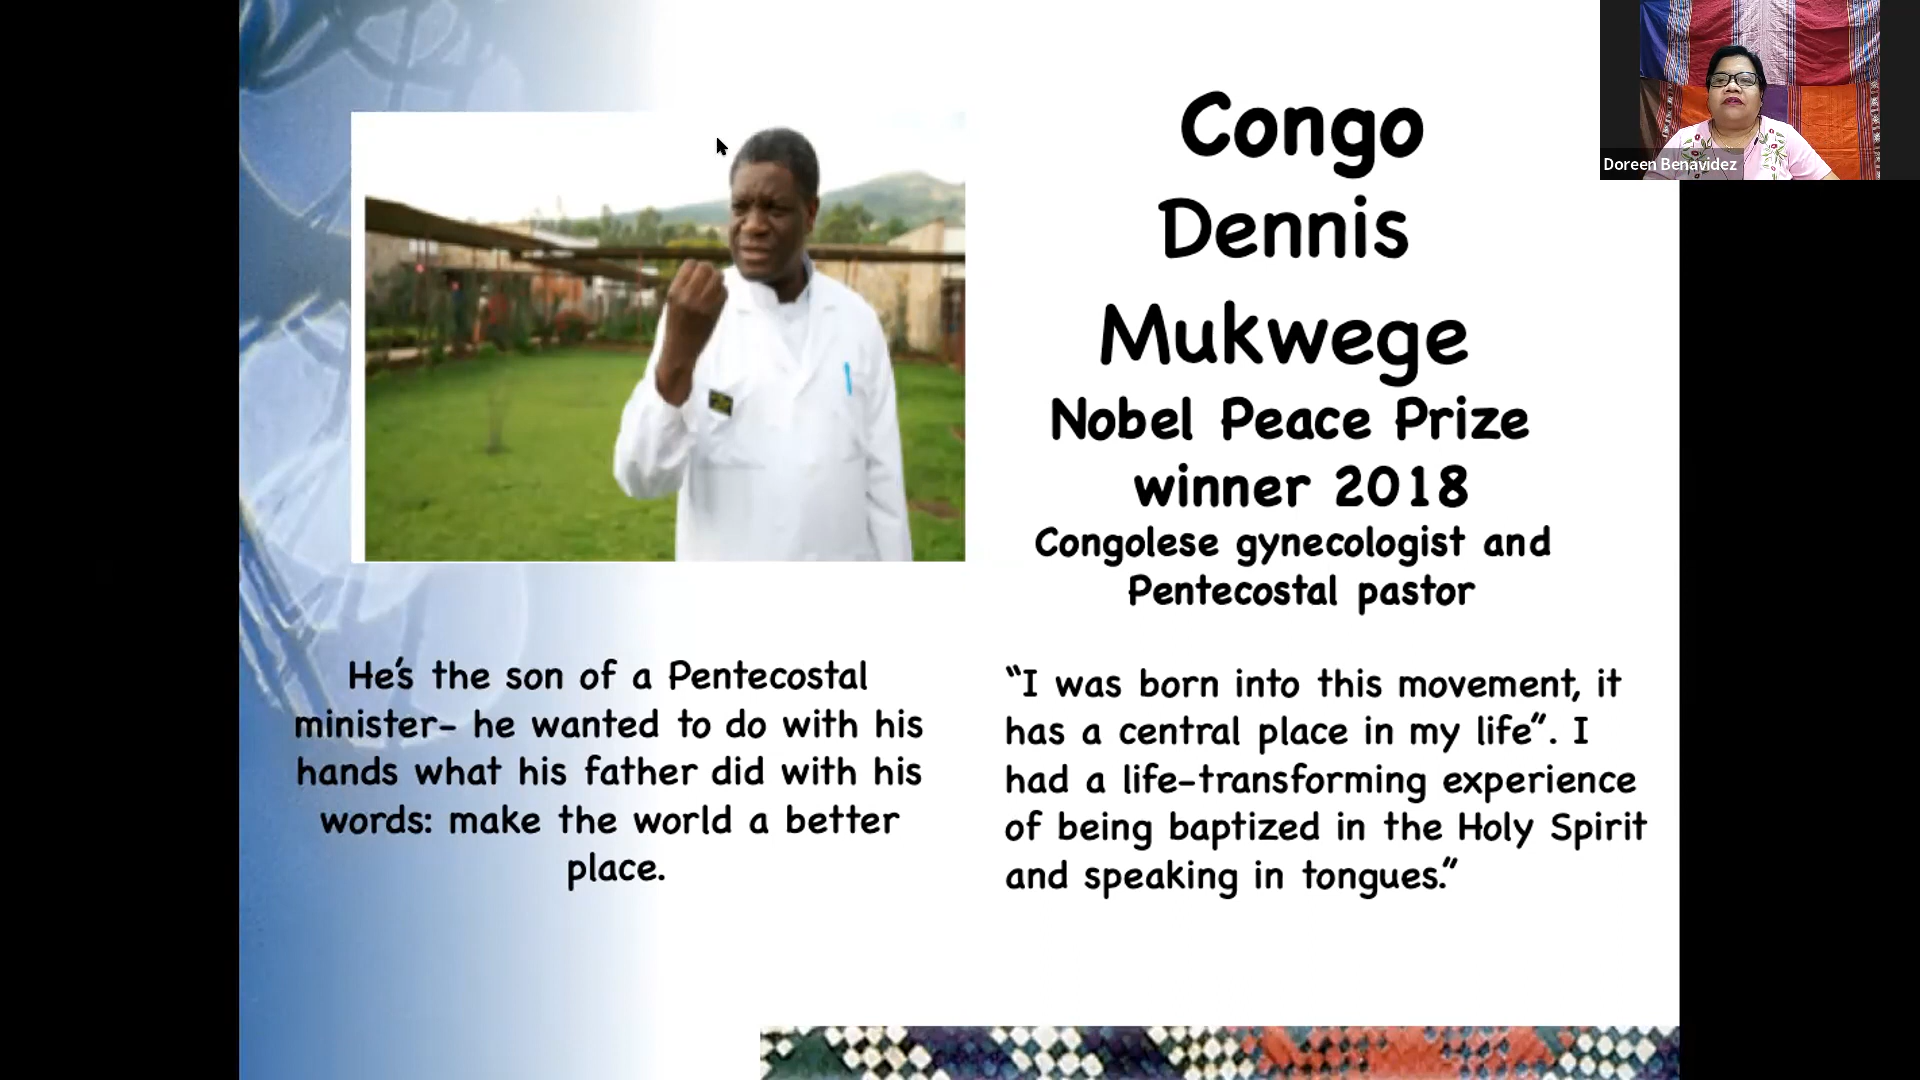 Congo
Dennis
Mukwege
Nobel Peace Prize
winner 2018
Congolese gynecologist and
Pentecostal pastor
He's the son of a Pentecostal
minister- he wanted to do with his
hands what his father did with his
words: make the world a better
place.
“I was born into this movement, it
has a central place in my life”. I
had a life-transforming experience
of being baptized in the Holy Spirit
and speaking in tongues.”
Doreen Benavidez